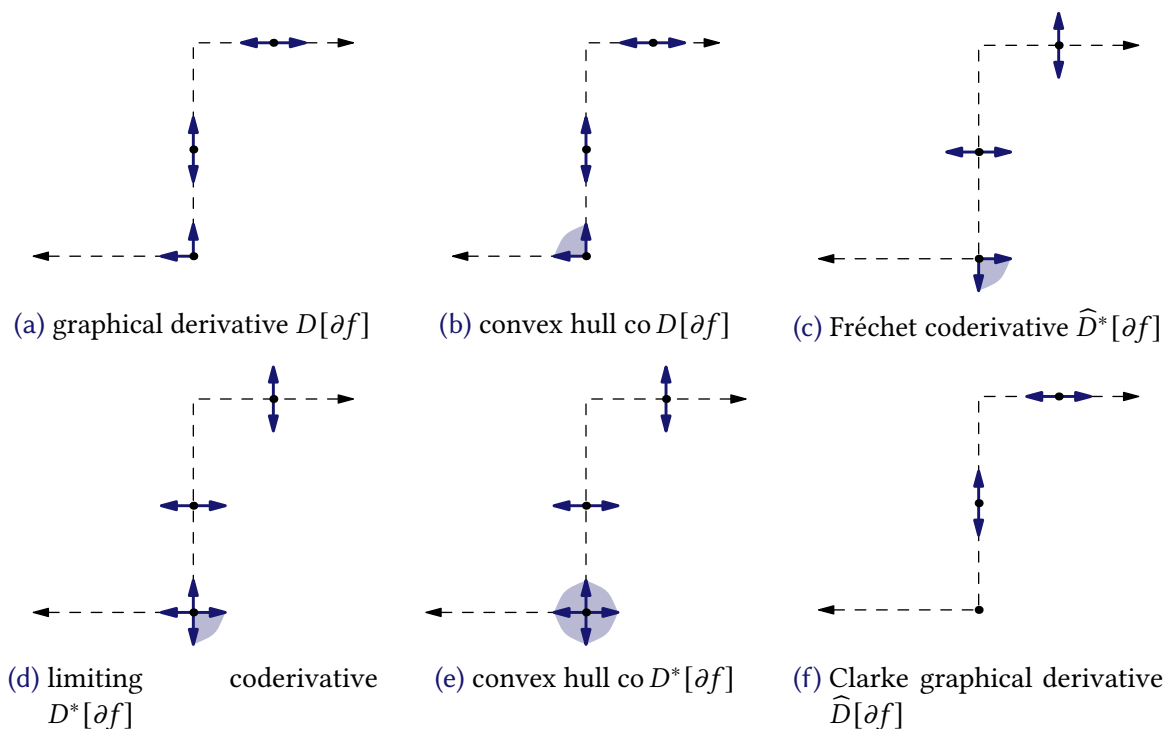 (a) graphical derivative D[∂f]
(b) convex hull co D[∂f]
(c) Fréchet coderivative D̂*[∂f]
(d) limiting coderivative
D*[∂f]
(e) convex hull co D*[∂f]
(f) Clarke graphical derivative
D̂[∂f]